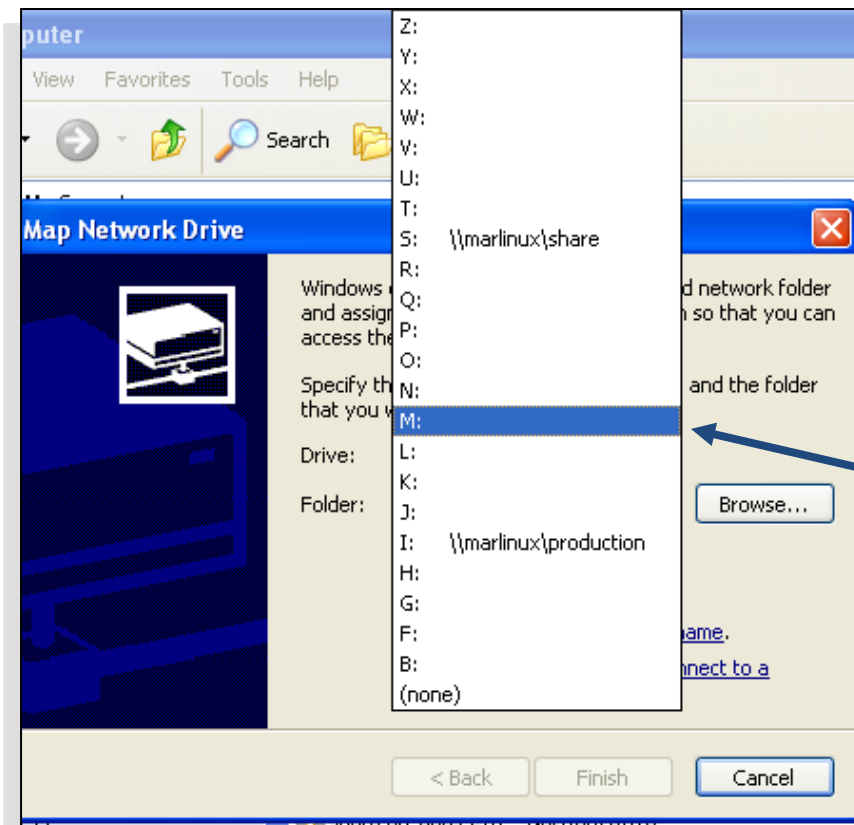 puter
View Favorites Tools Help
Search
Map Network Drive
Z:
Y:
X:
W:
V:
U:
T:
S: \\marlinux\share
R:
Q:
P:
O:
N:
M:
L:
K:
J:
I: \\marlinux\production
H:
G:
F:
B:
(none)
Windows d network folder
and assig so that you can
access the
Specify th and the folder
that you
Drive:
Folder: Browse...
ame.
nnect to a
< Back Finish Cancel